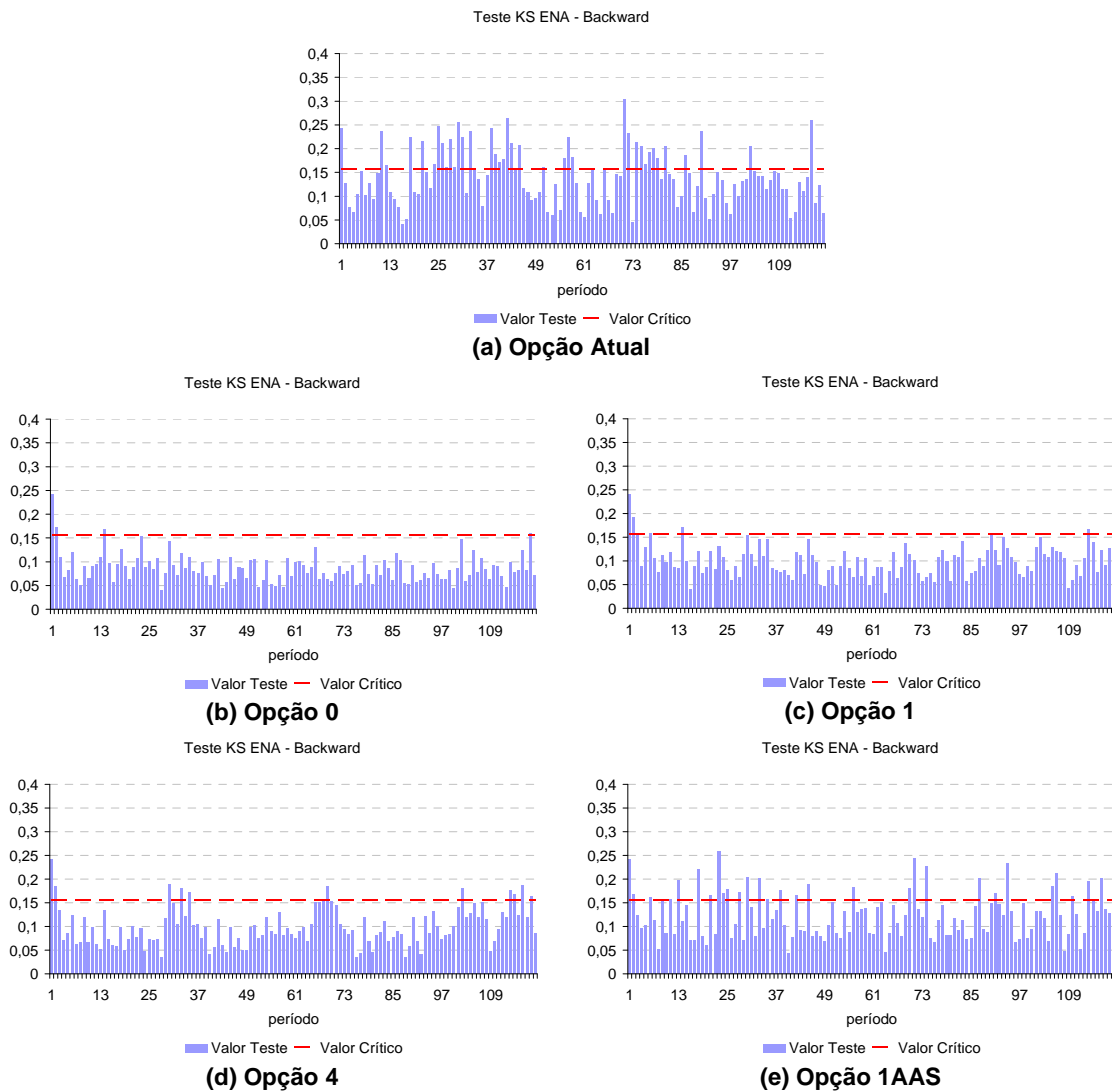 Teste KS ENA - Backward
0,4
0,35
0,3
0,25
0,2
0,15
0,1
0,05
0
1 13 25 37 49 61 73 85 97 109
período
Valor Teste Valor Crítico
(a) Opção Atual
Teste KS ENA - Backward
0,4
0,35
0,3
0,25
0,2
0,15
0,1
0,05
0
1 13 25 37 49 61 73 85 97 109
período
Valor Teste Valor Crítico
(b) Opção 0
Teste KS ENA - Backward
0,4
0,35
0,3
0,25
0,2
0,15
0,1
0,05
0
1 13 25 37 49 61 73 85 97 109
período
Valor Teste Valor Crítico
(c) Opção 1
Teste KS ENA - Backward
0,4
0,35
0,3
0,25
0,2
0,15
0,1
0,05
0
1 13 25 37 49 61 73 85 97 109
período
Valor Teste Valor Crítico
(d) Opção 4
Teste KS ENA - Backward
0,4
0,35
0,3
0,25
0,2
0,15
0,1
0,05
0
1 13 25 37 49 61 73 85 97 109
período
Valor Teste Valor Crítico
(e) Opção 1AAS